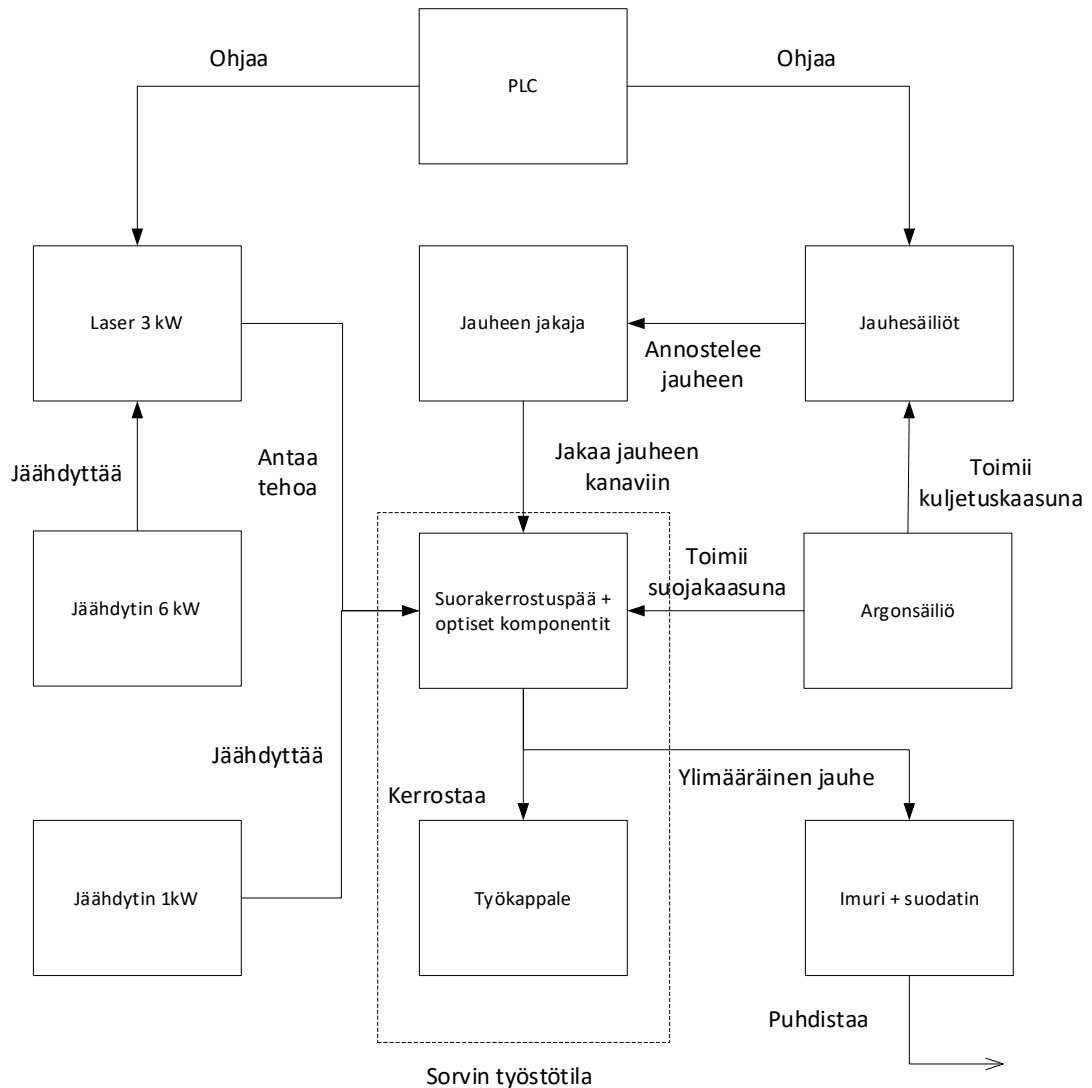 Ohjaa
Ohjaa
PLC
Laser 3 kW
Jauheen jakaja
Jauhesäiliöt
Annostelee
jauheen
Jäähdyttää
Antaa
tehoa
Jakaa jauheen
kanaviin
Toimii
kuljetuskaasuna
Jäähdytin 6 kW
Suorakerrostuspää +
optiset komponentit
Toimii
suojakaasuna
Argonsäiliö
Jäähdyttää
Kerrostaa
Ylimääräinen jauhe
Jäähdytin 1kW
Työkappale
Imuri + suodatin
Puhdistaa
Sorvin työstötila